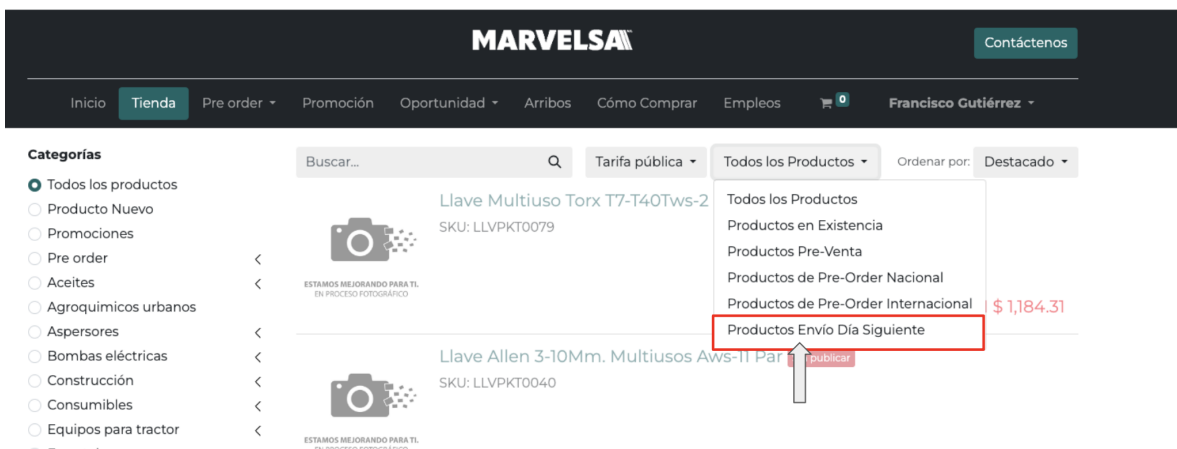 MARVELSA
Contáctenos
Inicio Tienda Pre order Promoción Oportunidad Arribos Cómo Comprar Empleos 0 Francisco Gutiérrez
Categorías
Todos los productos
Producto Nuevo
Promociones
Pre order
Aceites
Agroquimicos urbanos
Aspersores
Bombas eléctricas
Construcción
Consumibles
Equipos para tractor
Buscar... Tarifa pública Todos los Productos Ordenar por: Destacado
Todos los Productos
Productos en Existencia
Productos Pre-Venta
Productos de Pre-Order Nacional
Productos de Pre-Order Internacional
Productos Envío Día Siguiente
Llave Multiuso Torx T7-T40Tws-2
SKU: LLVPKT0079
ESTAMOS MEJORANDO PARA TI.
EN PROCESO FOTOGRÁFICO
$ 1,184.31
Llave Allen 3-10Mm. Multiusos Aws-11 Par
publicar
SKU: LLVPKT0040
ESTAMOS MEJORANDO PARA TI.